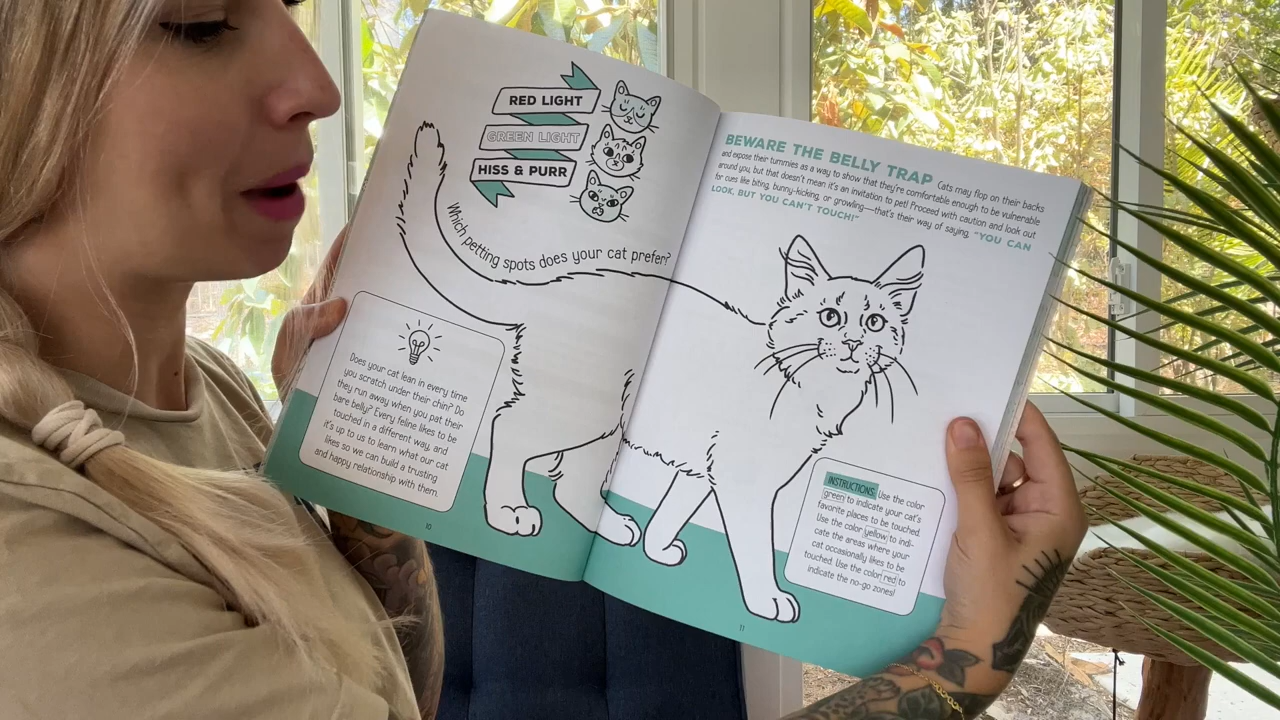 RED LIGHT
GREEN LIGHT
HISS & PURR
Which petting spots does your cat prefer?
Does your cat lean in every time
you scratch under their chin? Do
they run away when you pat their
bare belly? Every feline likes to be
touched in a different way, and
it's up to us to learn what our cat
likes so we can build a trusting
and happy relationship with them.
10
BEWARE THE BELLY TRAP Cats may flop on their backs
and expose their tummies as a way to show that they're comfortable enough to be vulnerable
around you, but that doesn't mean it's an invitation to pet! Proceed with caution and look out
for cues like biting, bunny-kicking, or growling—that's their way of saying, "YOU CAN
LOOK, BUT YOU CAN'T TOUCH!"
INSTRUCTIONS: Use the color
green to indicate your cat's
favorite places to be touched.
Use the color yellow to indi-
cate the areas where your
cat occasionally likes to be
touched. Use the color red to
indicate the no-go zones!
11